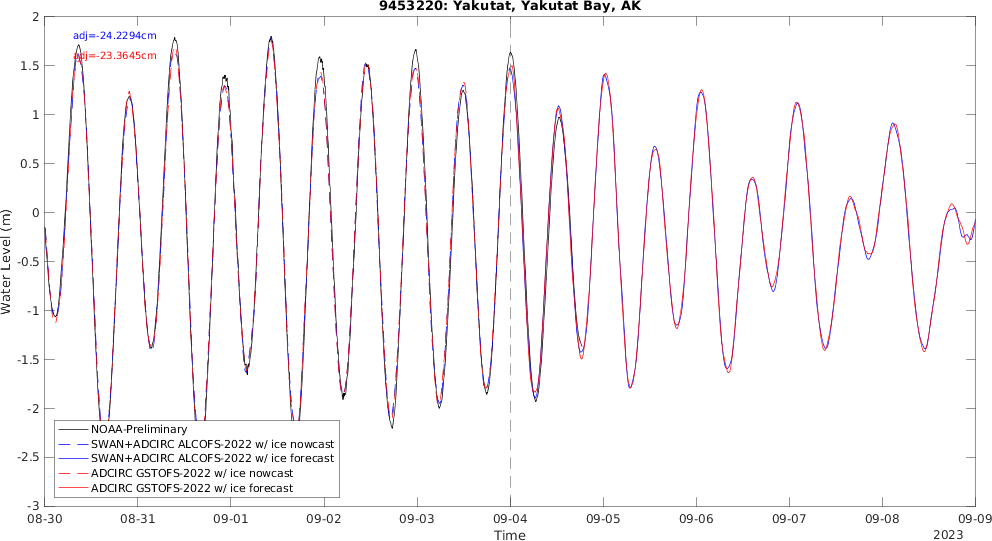 9453220: Yakutat, Yakutat Bay, AK
adj=-24.2294cm
adj=-23.3645cm
Water Level (m)
2
1.5
1
0.5
0
-0.5
-1
-1.5
-2
-2.5
-3
NOAA-Preliminary
SWAN+ADCIRC ALCOFS-2022 w/ ice nowcast
SWAN+ADCIRC ALCOFS-2022 w/ ice forecast
ADCIRC GSTOFS-2022 w/ ice nowcast
ADCIRC GSTOFS-2022 w/ ice forecast
08-30 08-31 09-01 09-02 09-03 09-04 09-05 09-06 09-07 09-08 09-09
Time
2023